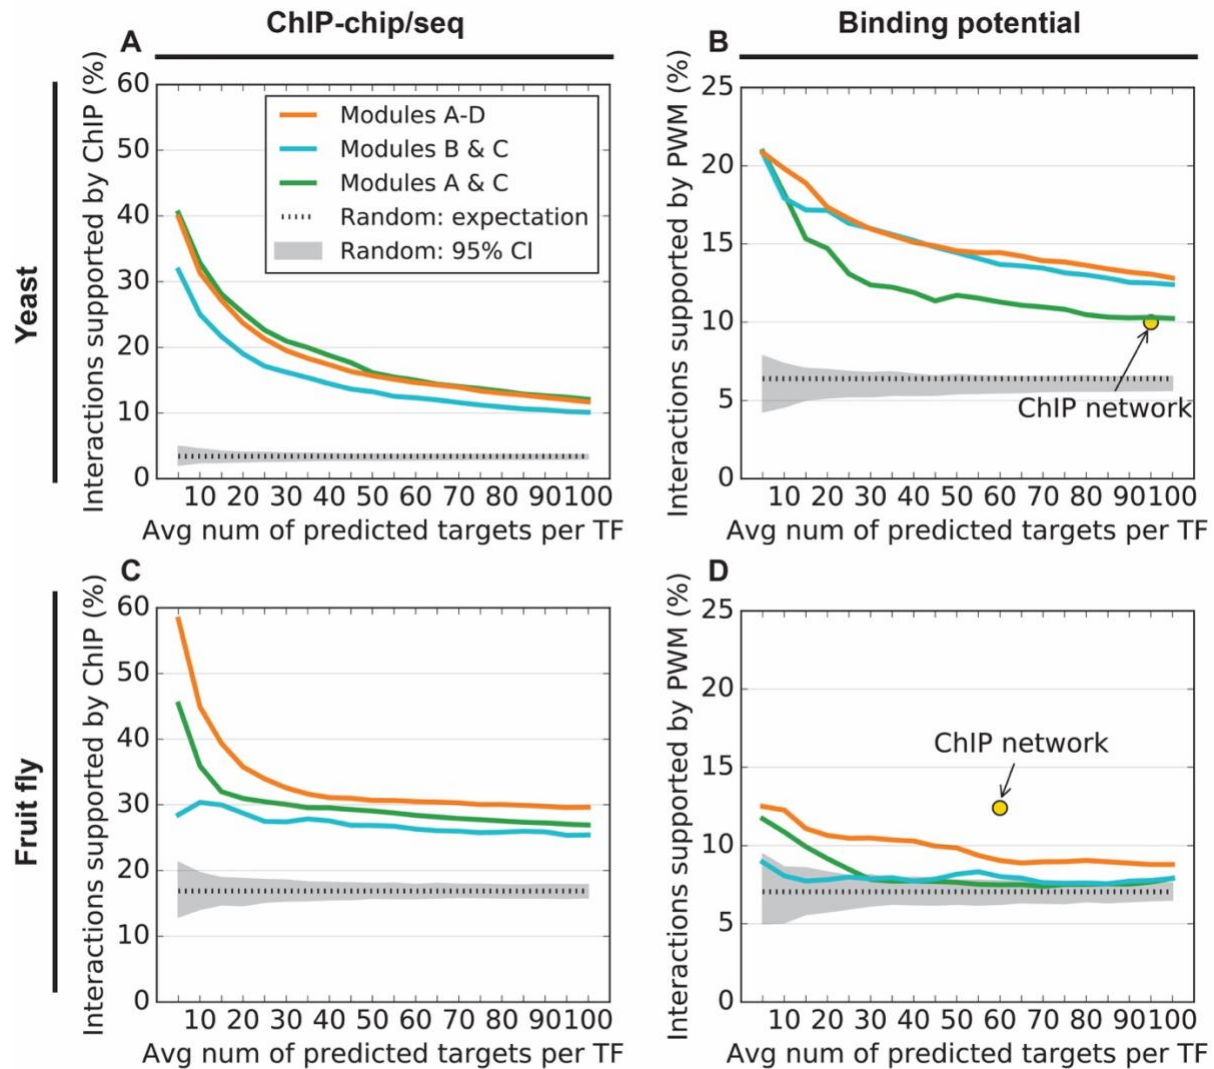 ChIP-chip/seq
Binding potential
A
B
Yeast
Interactions supported by ChIP (%)
60
50
40
30
20
10
0
Modules A-D
Modules B & C
Modules A & C
Random: expectation
Random: 95% CI
10 20 30 40 50 60 70 80 90100
Avg num of predicted targets per TF
Interactions supported by PWM (%)
25
20
15
10
5
0
ChIP network
10 20 30 40 50 60 70 80 90100
Avg num of predicted targets per TF
C
D
Fruit fly
Interactions supported by ChIP (%)
60
50
40
30
20
10
0
10 20 30 40 50 60 70 80 90100
Avg num of predicted targets per TF
Interactions supported by PWM (%)
25
20
15
10
5
0
ChIP network
10 20 30 40 50 60 70 80 90100
Avg num of predicted targets per TF